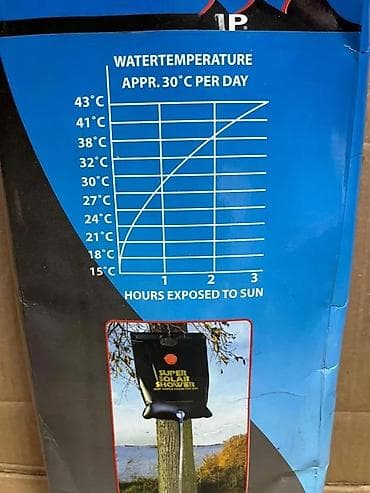 IP
WATERTEMPERATURE
APPR. 30°C PER DAY
43°C
41°C
38°C
32°C
30°C
27°C
24°C
21°C
18°C
15°C
1 2 3
HOURS EXPOSED TO SUN
SUPER
SOLAR
SHOWER